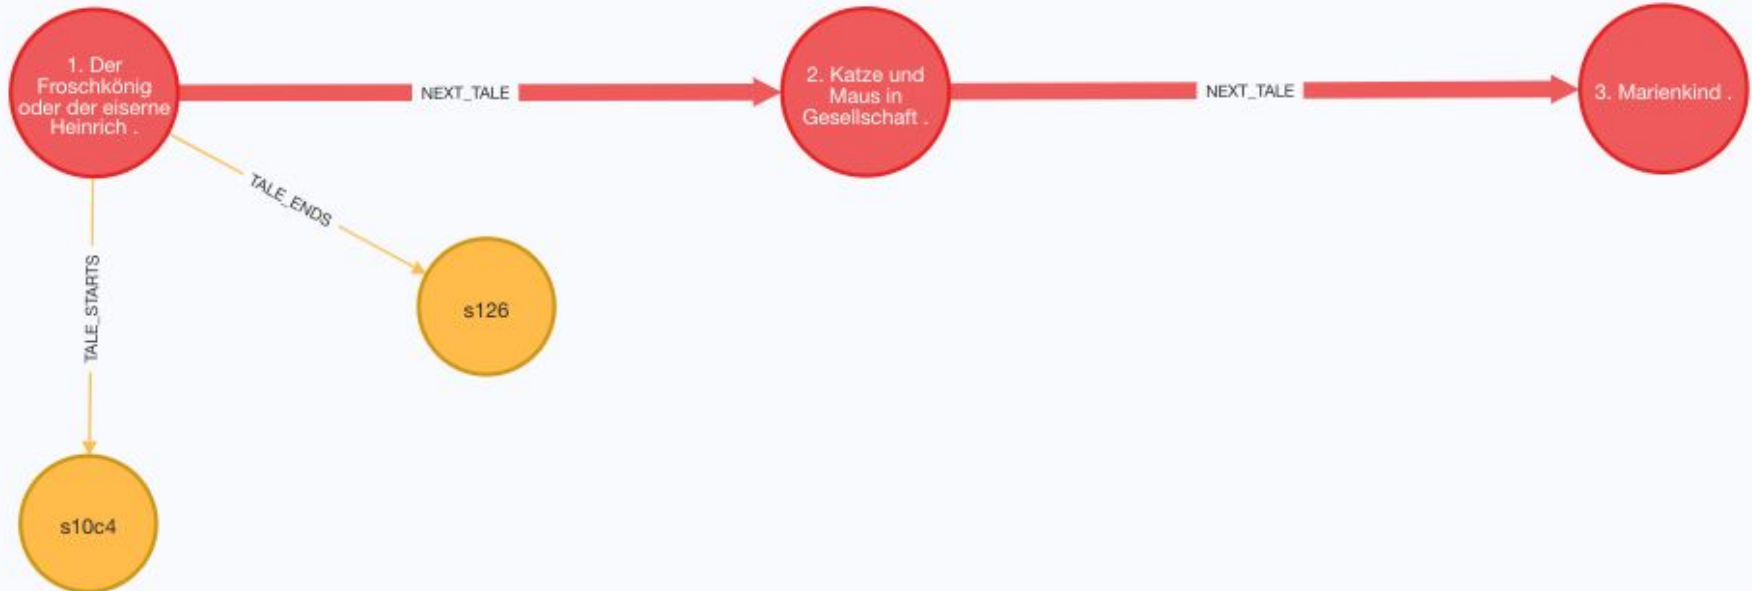 1. Der
Froschkönig
oder der eiserne
Heinrich .
NEXT_TALE
2. Katze und
Maus in
Gesellschaft .
NEXT_TALE
3. Marienkind .
TALE_ENDS
TALE_STARTS
s126
s10c4